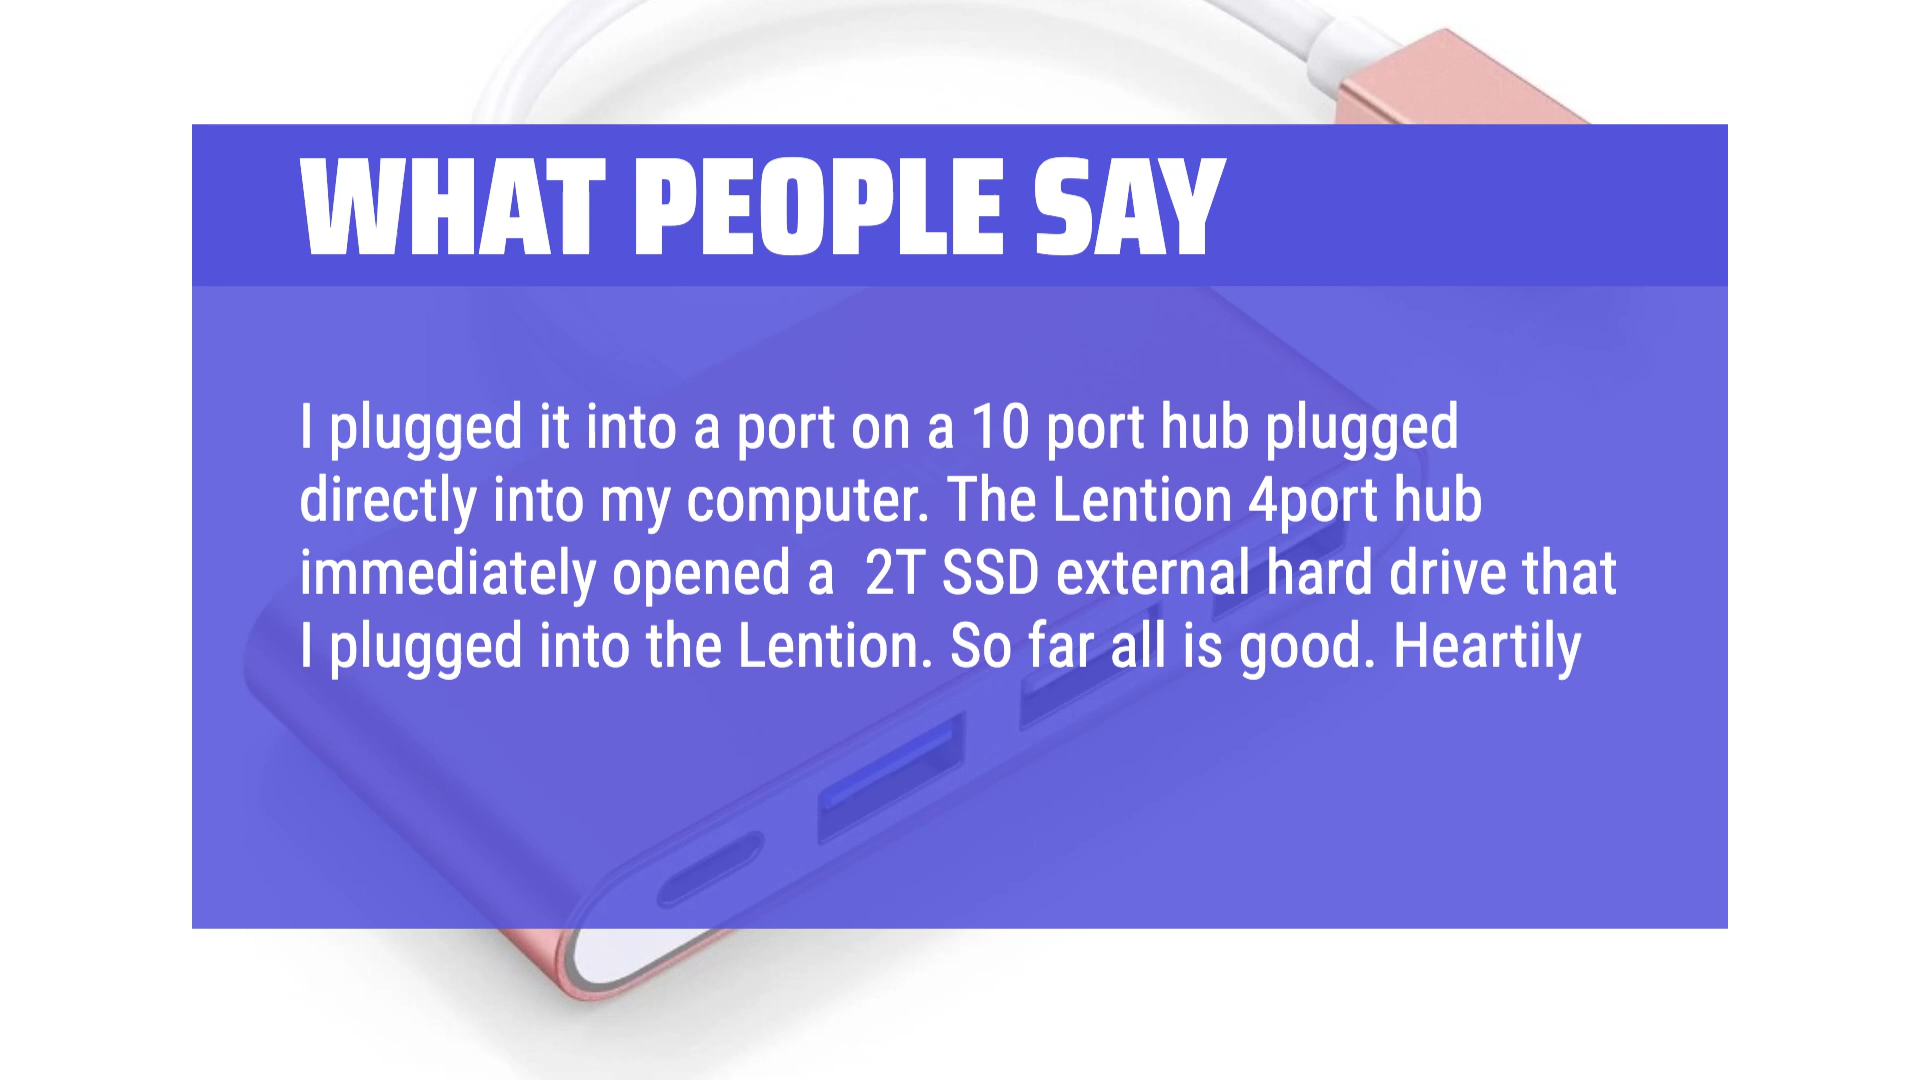 WHAT PEOPLE SAY
I plugged it into a port on a 10 port hub plugged
directly into my computer. The Lention 4port hub
immediately opened a  2T SSD external hard drive that
I plugged into the Lention. So far all is good. Heartily